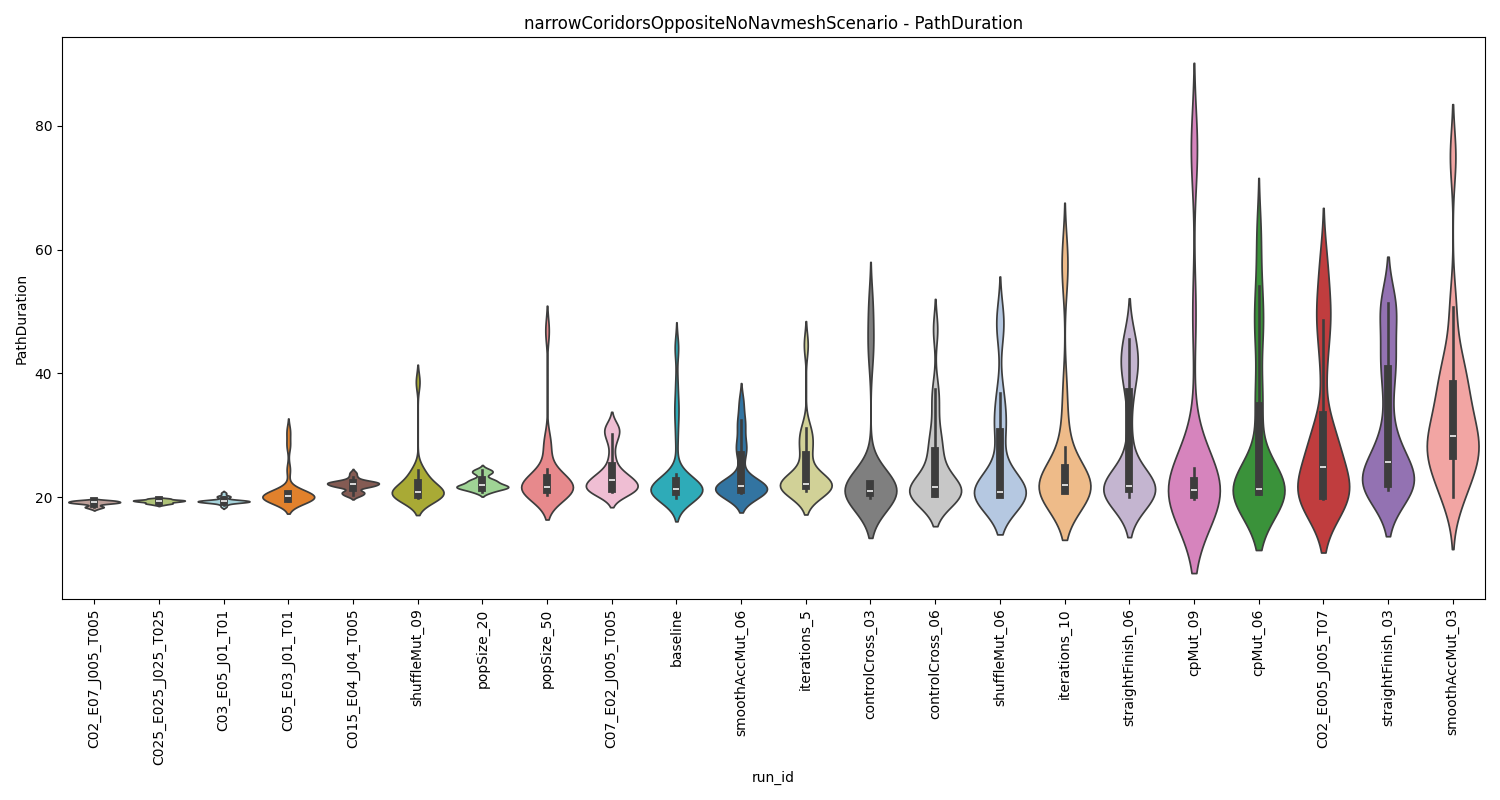 narrowCoridorsOppositeNoNavmeshScenario - PathDuration
PathDuration
80
60
40
20
C02_E07_J005_T005
C025_E025_J025_T025
C03_E05_J01_T01
C05_E03_J01_T01
C015_E04_J04_T005
shuffleMut_09
popSize_20
popSize_50
C07_E02_J005_T005
baseline
smoothAccMut_06
iterations_5
controlCross_03
controlCross_06
shuffleMut_06
iterations_10
straightFinish_06
cpMut_09
cpMut_06
C02_E005_J005_T07
straightFinish_03
smoothAccMut_03
run_id